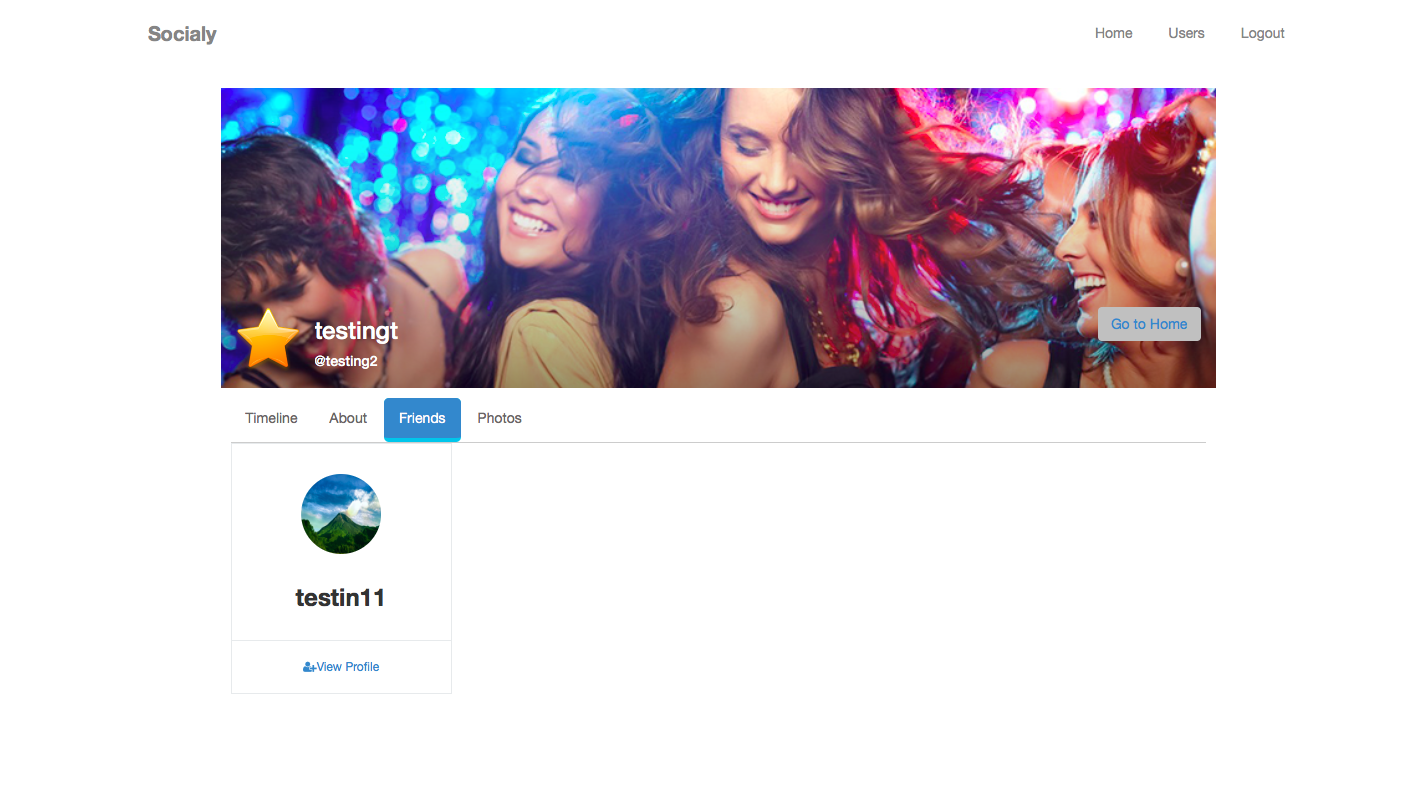 Socialy
Home Users Logout
testingt
@testing2
Go to Home
Timeline About Friends Photos
testin11
View Profile